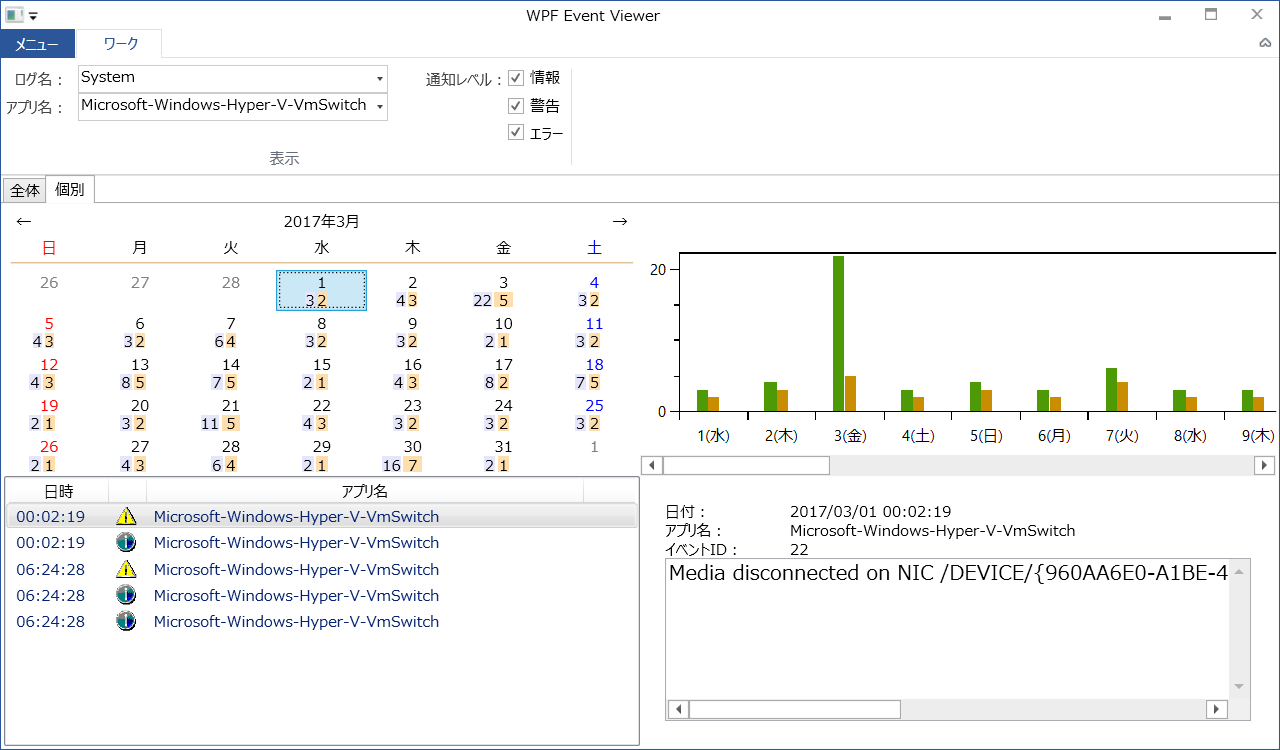 WPF Event Viewer
メニュー ワーク
ログ名： System
アプリ名： Microsoft-Windows-Hyper-V-VmSwitch
通知レベル： 情報
警告
エラー
表示
全体 個別
← 2017年3月 →
日 月 火 水 木 金 土
26 27 28 1 2 3 4
3 2 4 3 22 5 3 2
5 6 7 8 9 10 11
4 3 3 2 6 4 3 2 3 2 2 1 3 2
12 13 14 15 16 17 18
4 3 8 5 7 5 2 1 4 3 8 2 7 5
19 20 21 22 23 24 25
2 1 3 2 11 5 4 3 3 2 3 2 3 2
26 27 28 29 30 31 1
2 1 4 3 6 4 2 1 16 7 2 1
20
0
1(水) 2(木) 3(金) 4(土) 5(日) 6(月) 7(火) 8(水) 9(木)
日時 アプリ名
00:02:19 Microsoft-Windows-Hyper-V-VmSwitch
00:02:19 Microsoft-Windows-Hyper-V-VmSwitch
06:24:28 Microsoft-Windows-Hyper-V-VmSwitch
06:24:28 Microsoft-Windows-Hyper-V-VmSwitch
06:24:28 Microsoft-Windows-Hyper-V-VmSwitch
日付： 2017/03/01 00:02:19
アプリ名： Microsoft-Windows-Hyper-V-VmSwitch
イベントID： 22
Media disconnected on NIC /DEVICE/{960AA6E0-A1BE-4